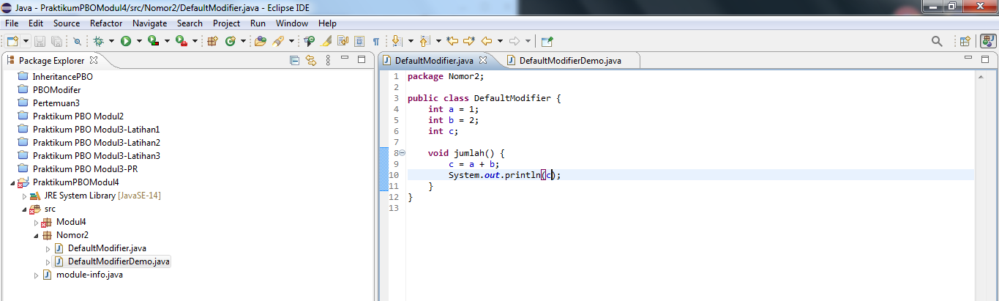 Java - PraktikumPBOModul4/src/Nomor2/DefaultModifier.java - Eclipse IDE
File Edit Source Refactor Navigate Search Project Run Window Help
Package Explorer
InheritancePBO
PBOModifer
Pertemuan3
Praktikum PBO Modul2
Praktikum PBO Modul3-Latihan1
Praktikum PBO Modul3-Latihan2
Praktikum PBO Modul3-Latihan3
Praktikum PBO Modul3-PR
PraktikumPBOModul4
JRE System Library [JavaSE-14]
src
Modul4
Nomor2
DefaultModifier.java
DefaultModifierDemo.java
module-info.java
DefaultModifier.java DefaultModifierDemo.java
1 package Nomor2;
2
3 public class DefaultModifier {
4 int a = 1;
5 int b = 2;
6 int c;
7
8 void jumlah() {
9 c = a + b;
10 System.out.println(c);
11 }
12 }
13